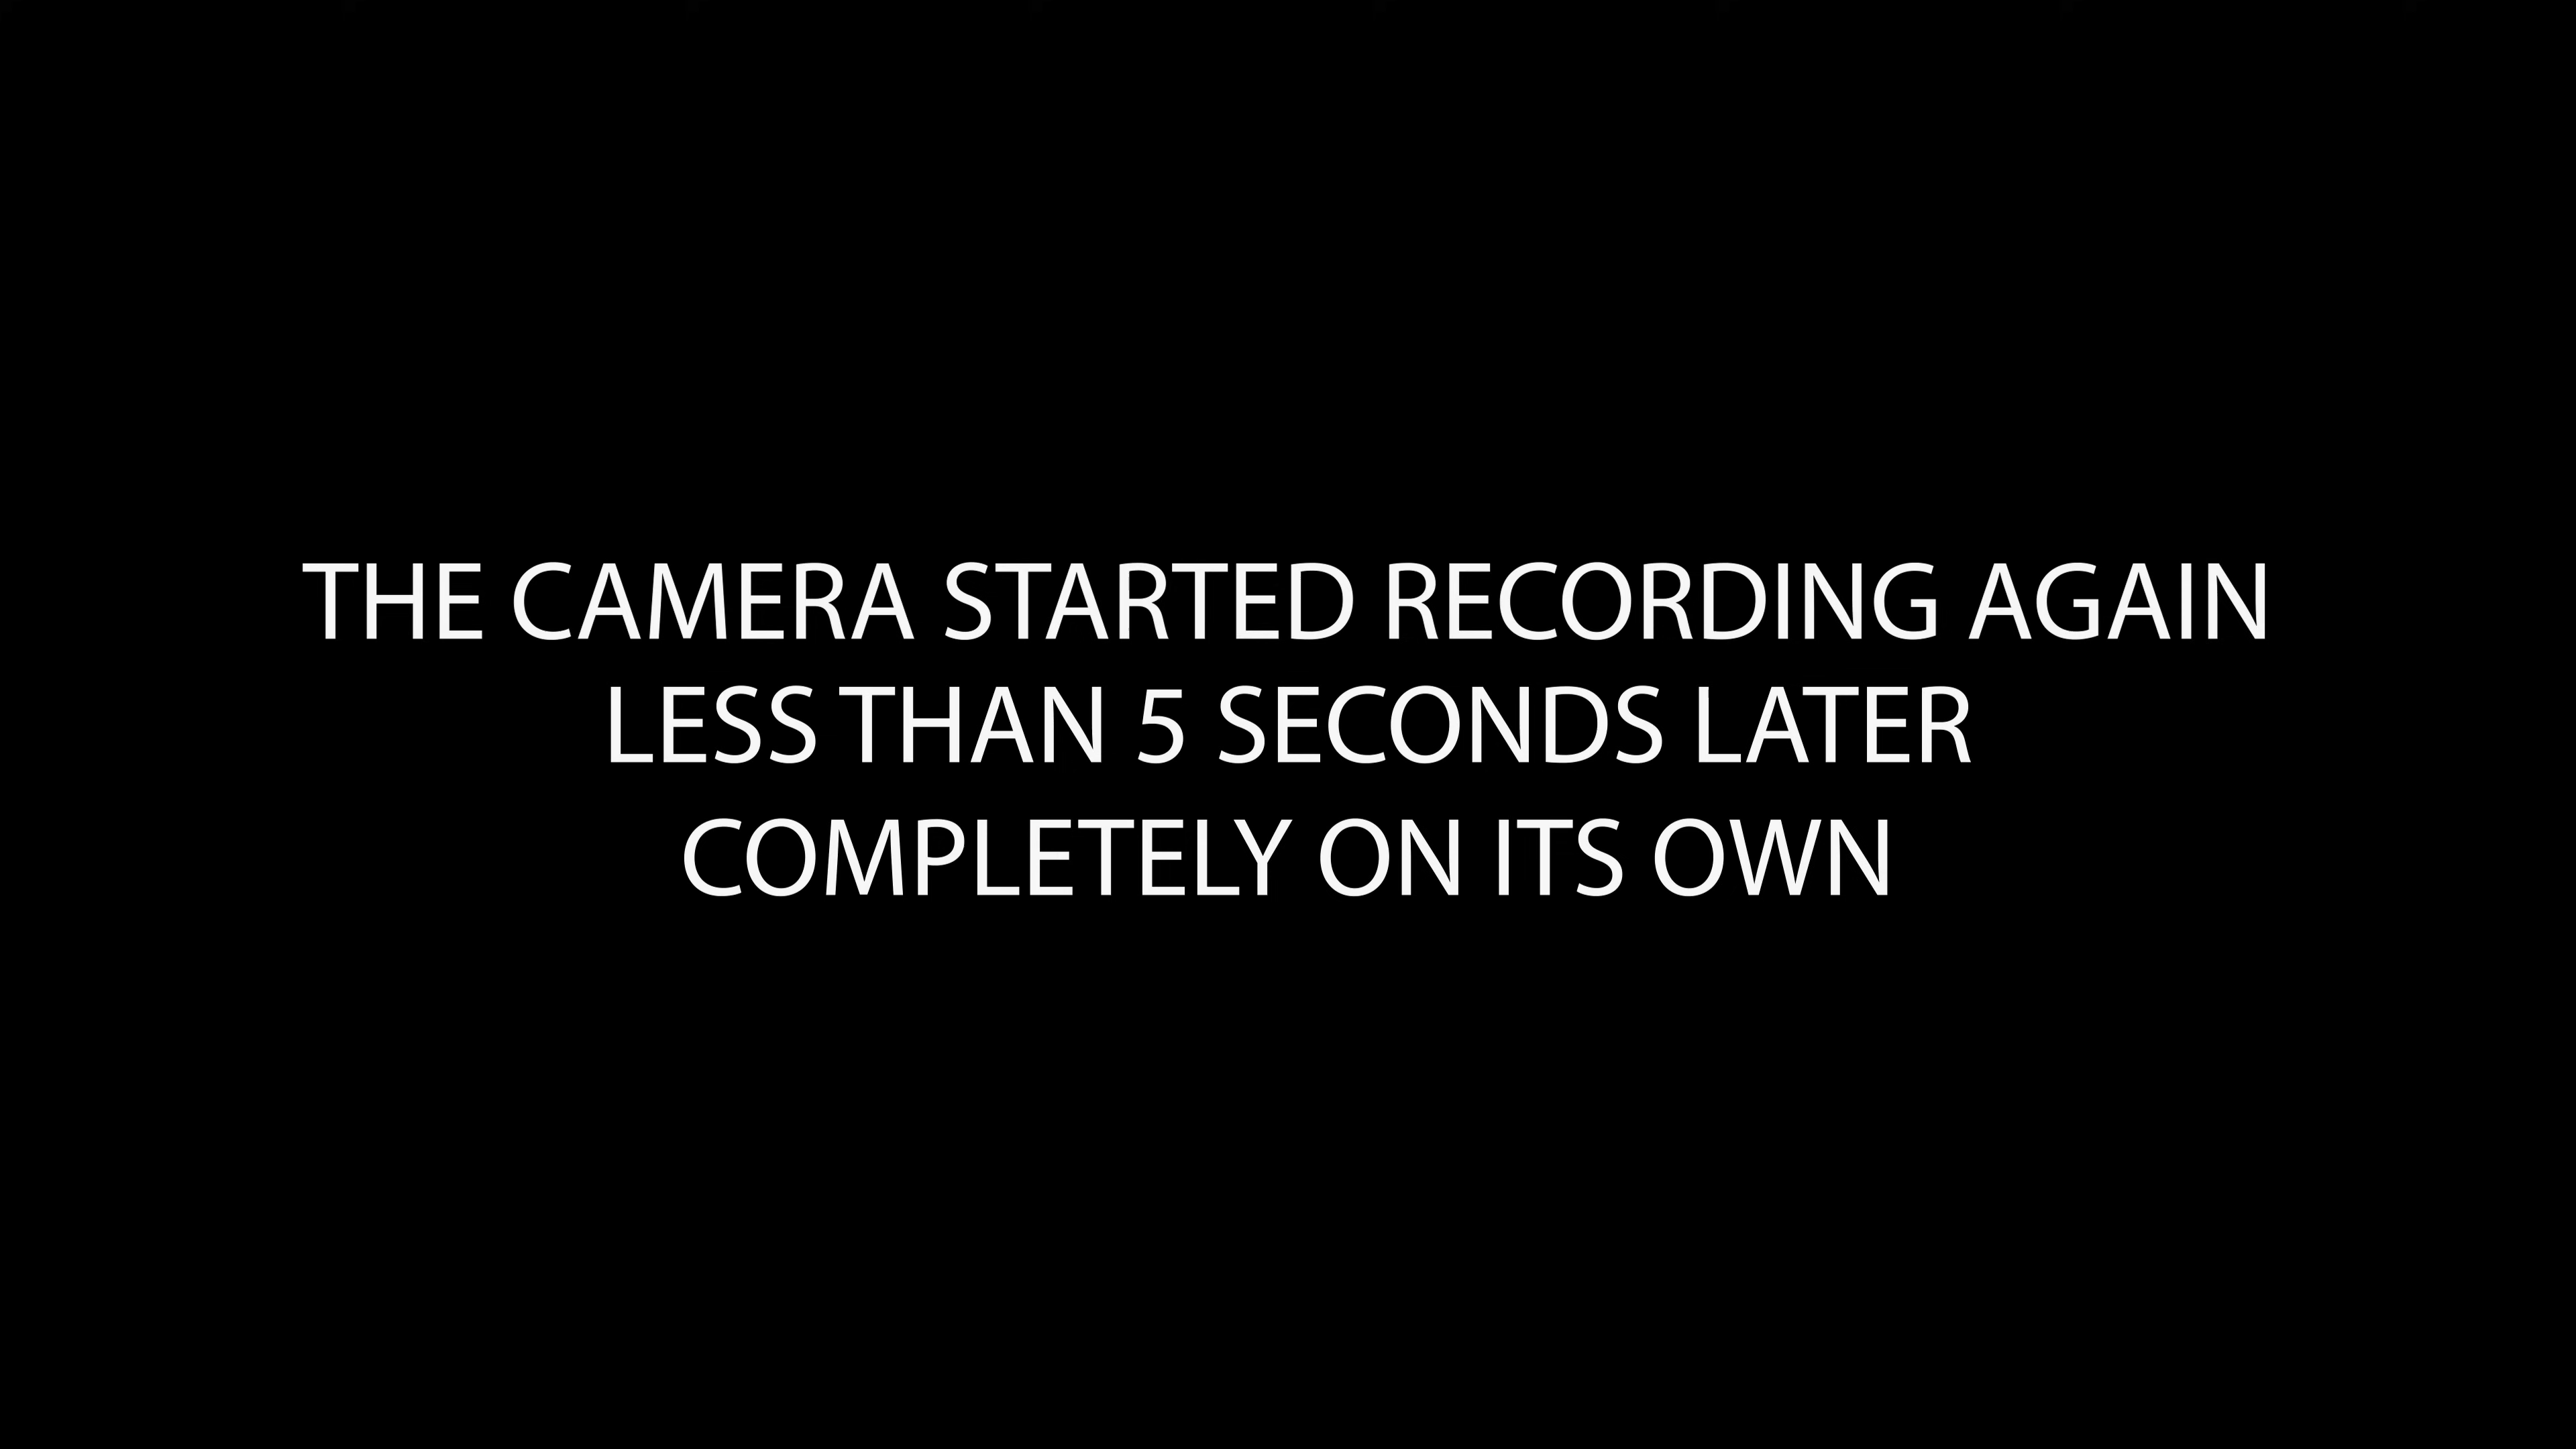 THE CAMERA STARTED RECORDING AGAIN
LESS THAN 5 SECONDS LATER
COMPLETELY ON ITS OWN